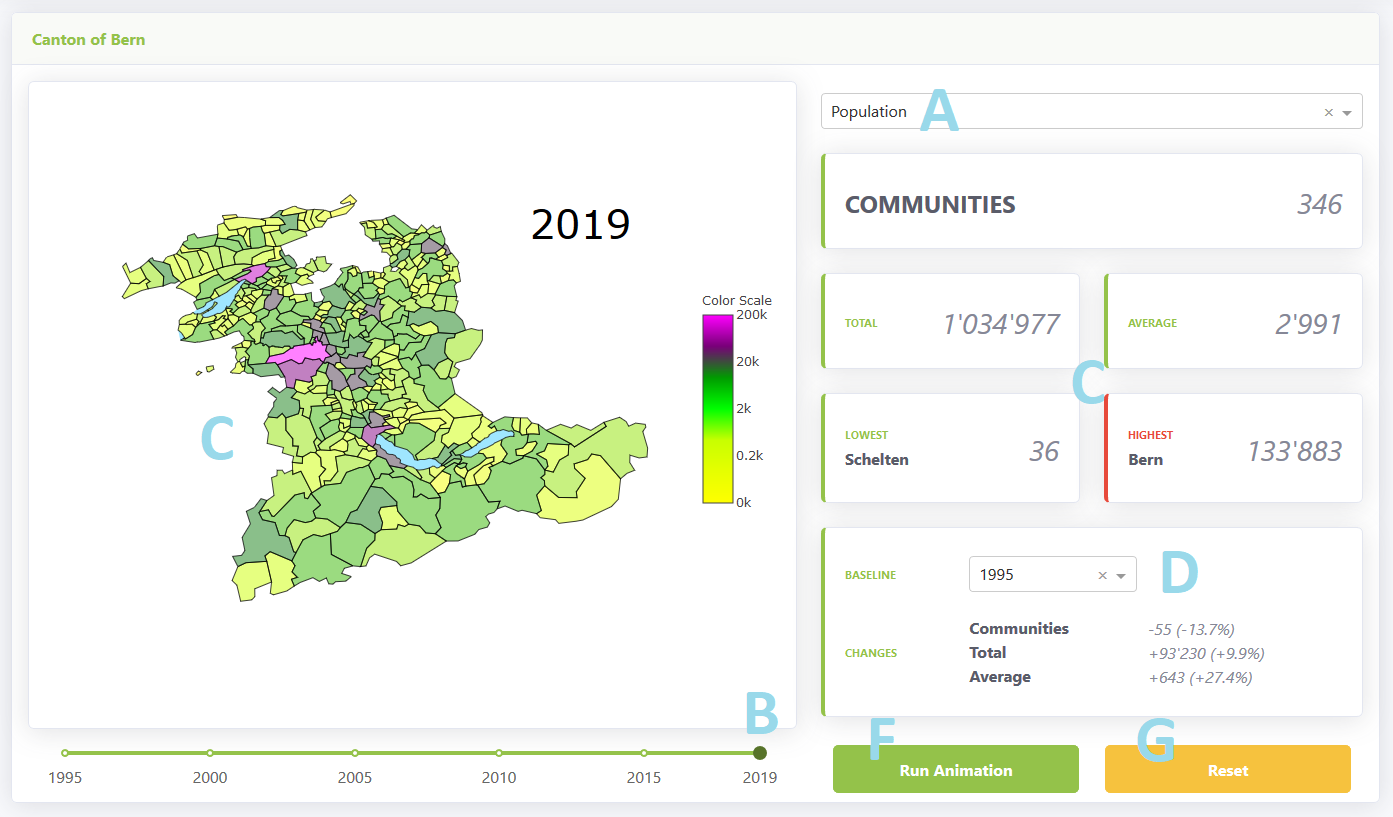 Canton of Bern
Population
A
COMMUNITIES 346
2019
Color Scale
200k
20k
2k
0.2k
0k
TOTAL 1'034'977
AVERAGE 2'991
C
C
LOWEST
Schelten 36
HIGHEST
Bern 133'883
BASELINE 1995
D
CHANGES
Communities -55 (-13.7%)
Total +93'230 (+9.9%)
Average +643 (+27.4%)
B
1995 2000 2005 2010 2015 2019
F
Run Animation
G
Reset